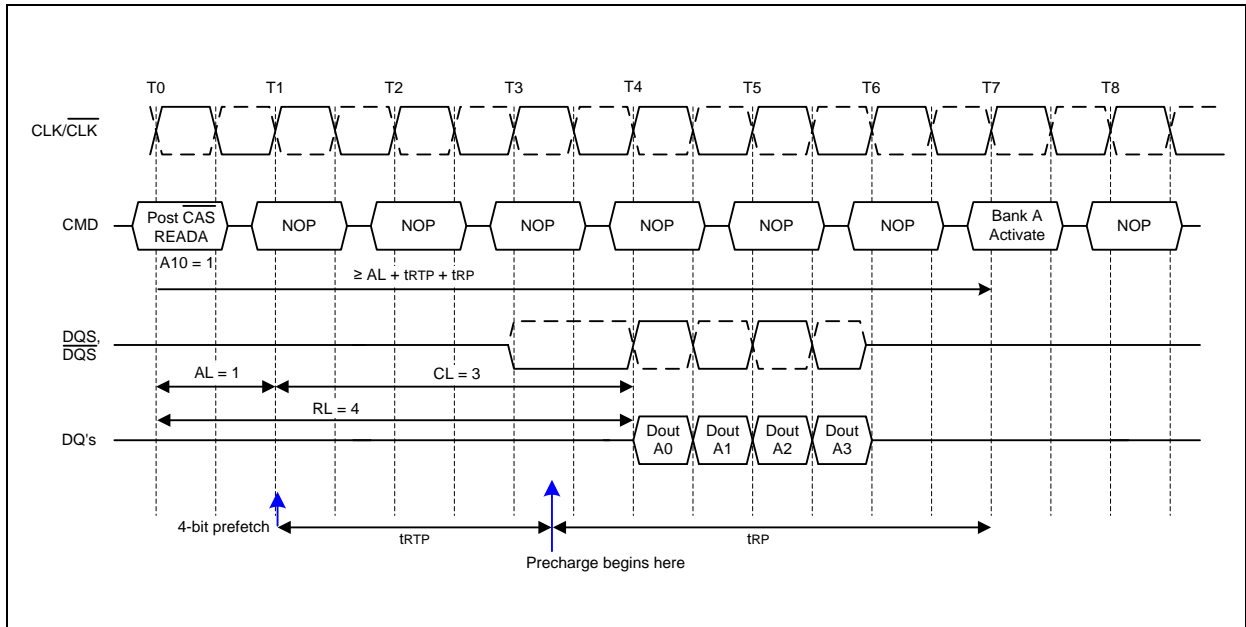 T0 T1 T2 T3 T4 T5 T6 T7 T8
CLK/CLK
CMD
Post CAS
READA
NOP NOP NOP NOP NOP NOP
Bank A
Activate
NOP
A10 = 1
≥ AL + tRTP + tRP
DQS,
DQS
AL = 1
CL = 3
RL = 4
DQ's
Dout
A0
Dout
A1
Dout
A2
Dout
A3
4-bit prefetch
tRTP
tRP
Precharge begins here